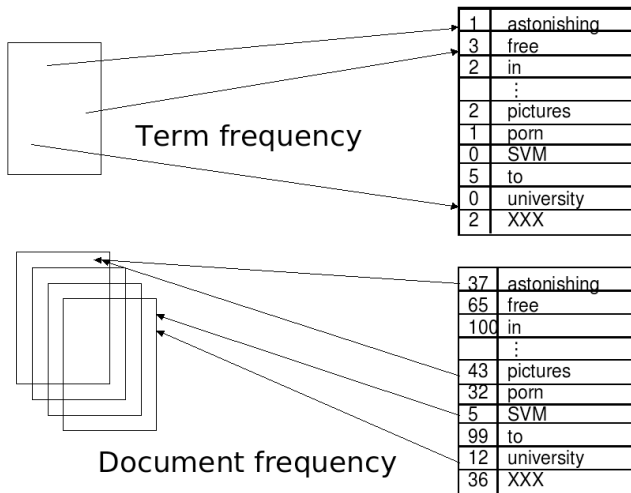 1 astonishing
3 free
2 in
⋮
2 pictures
1 porn
0 SVM
5 to
0 university
2 XXX
Term frequency
37 astonishing
65 free
100 in
⋮
43 pictures
32 porn
5 SVM
99 to
12 university
36 XXX
Document frequency